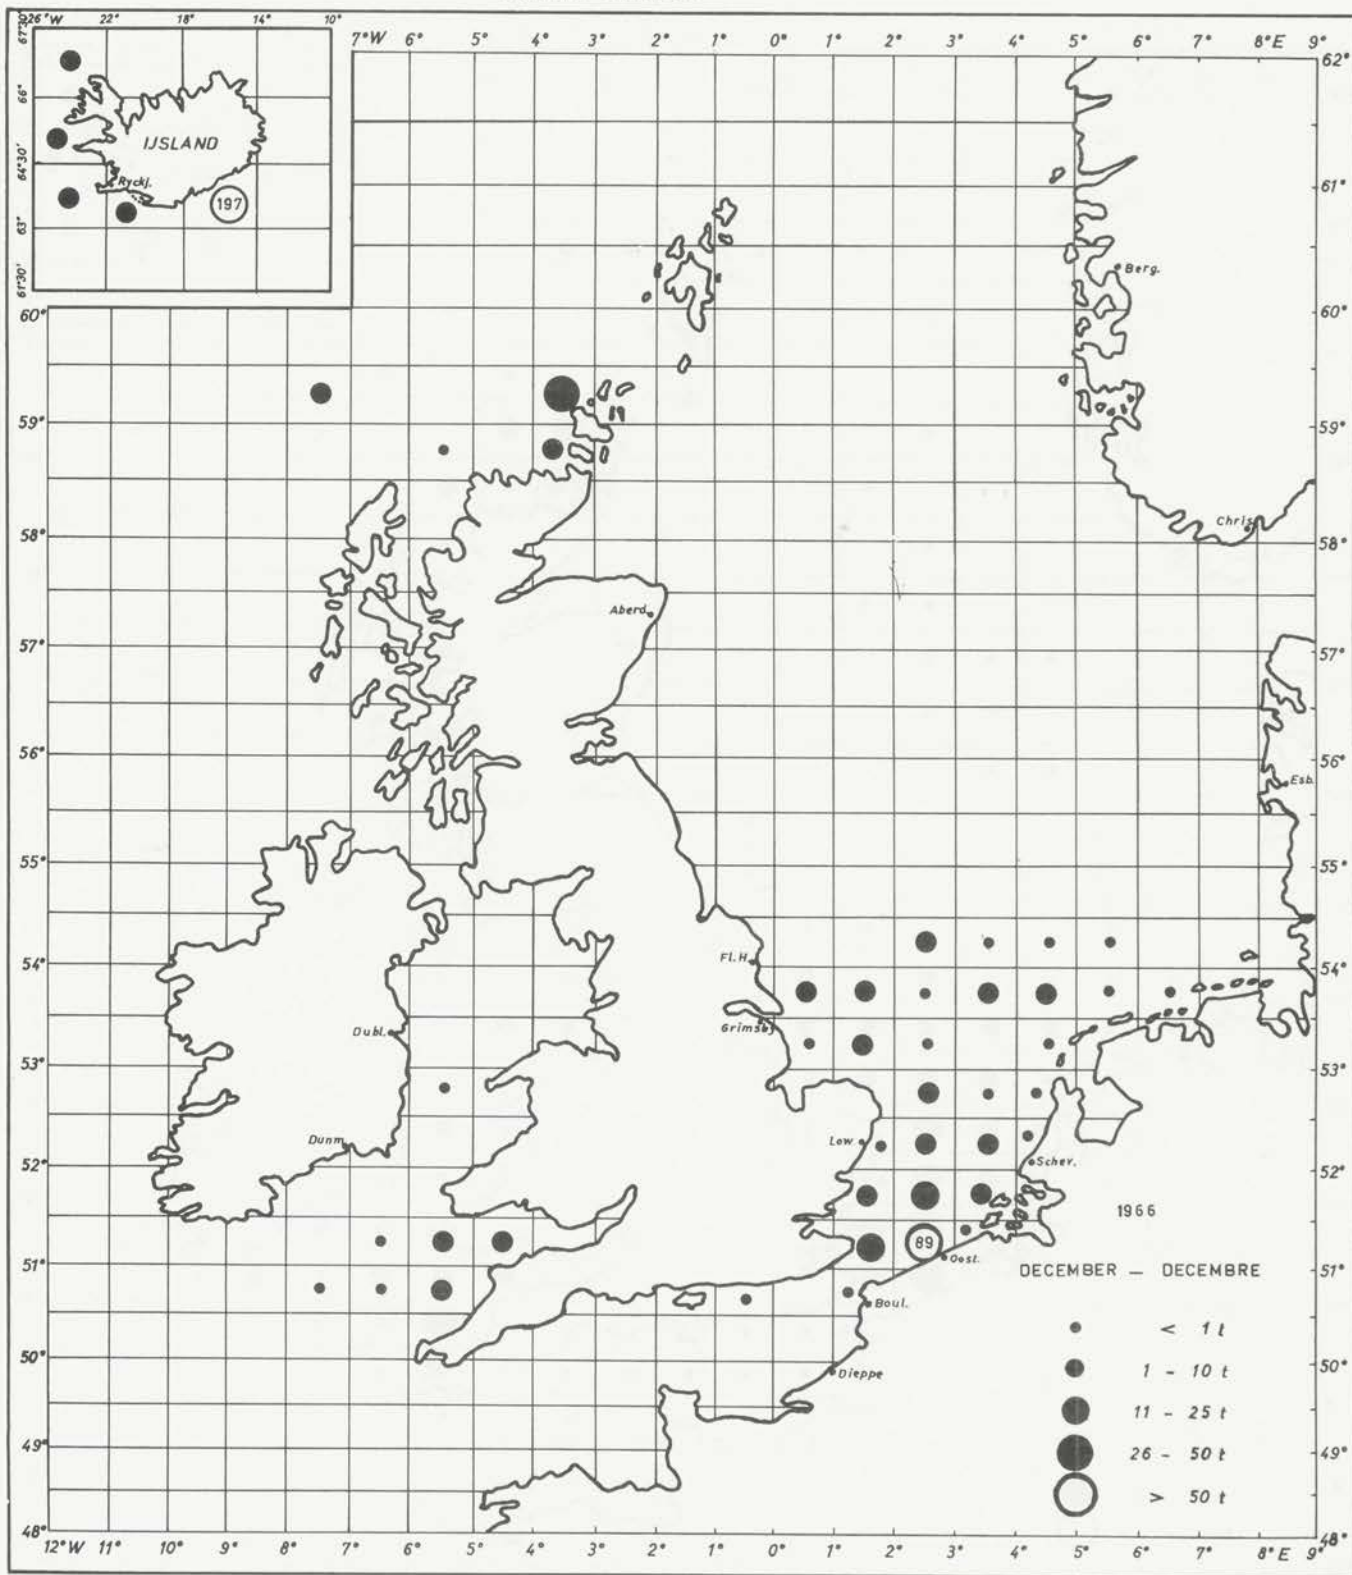 26°W 22° 18° 14° 10°
67°30'
66°
64°30'
63°
61°30'
IJSLAND
Ryckj.
197
7°W 6° 5° 4° 3° 2° 1° 0° 1° 2° 3° 4° 5° 6° 7° 8°E 9°
62°
61°
60°
59°
58°
57°
56°
55°
54°
53°
52°
51°
50°
49°
48°
60°
59°
58°
57°
56°
55°
54°
53°
52°
51°
50°
49°
48°
Berg.
Chris
Aberd.
Esb.
Fl.H.
Grimsby
Dubl.
Dunm.
Low.
Schev.
89
Oost.
Boul.
Dieppe
1966
DECEMBER — DECEMBRE
< 1 t
1 - 10 t
11 - 25 t
26 - 50 t
> 50 t
12°W 11° 10° 9° 8° 7° 6° 5° 4° 3° 2° 1° 0° 1° 2° 3° 4° 5° 6° 7° 8°E 9°